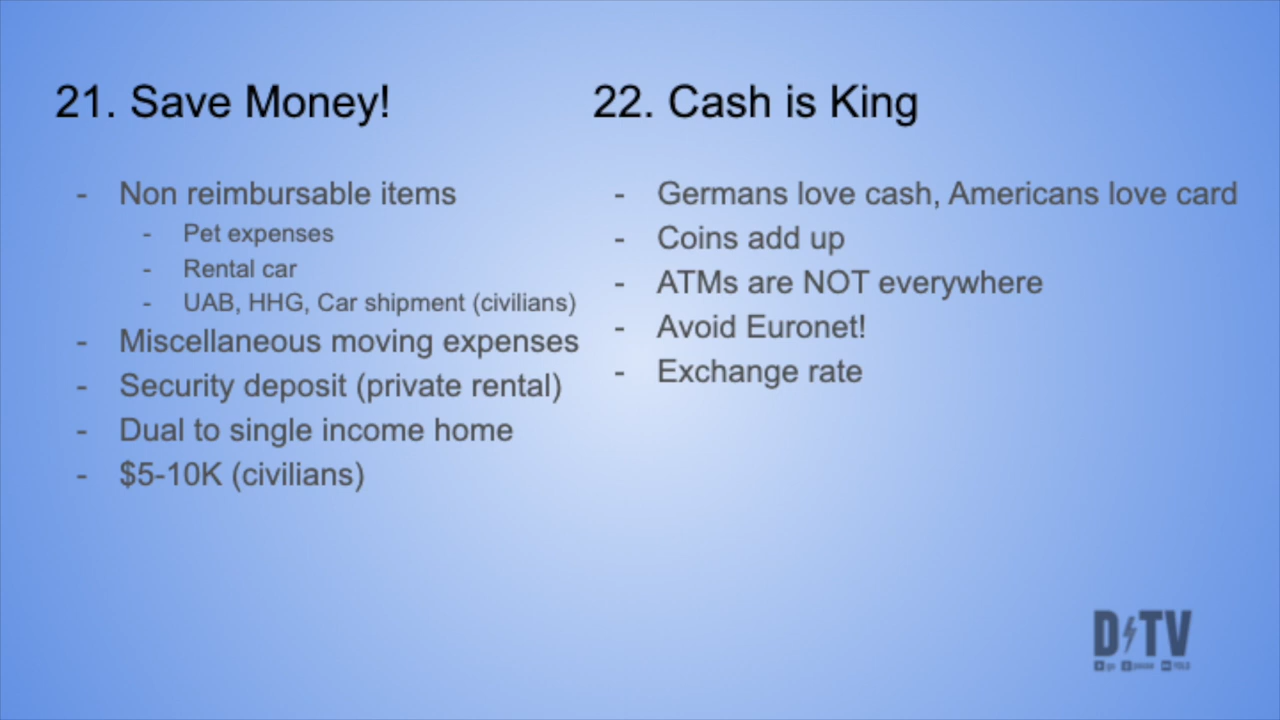 21. Save Money!
- Non reimbursable items
- Pet expenses
- Rental car
- UAB, HHG, Car shipment (civilians)
- Miscellaneous moving expenses
- Security deposit (private rental)
- Dual to single income home
- $5-10K (civilians)
22. Cash is King
- Germans love cash, Americans love card
- Coins add up
- ATMs are NOT everywhere
- Avoid Euronet!
- Exchange rate
D TV